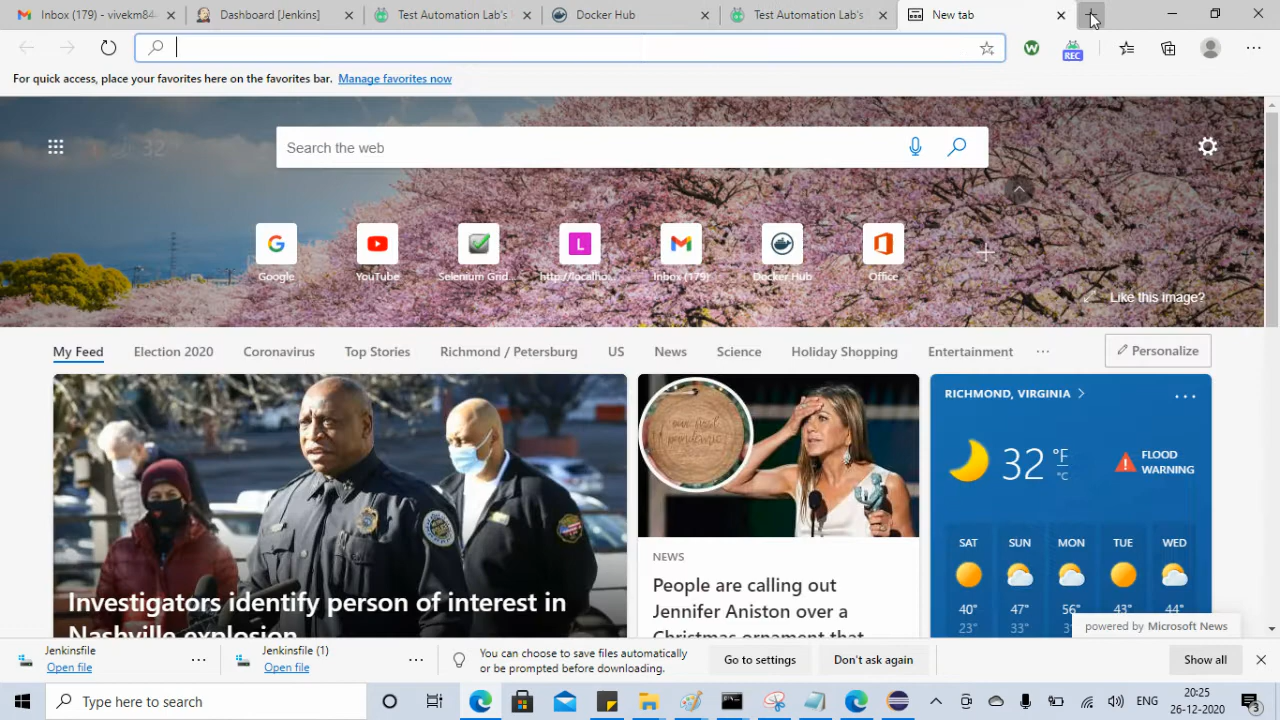 Inbox (179) - vivekm84
Dashboard [Jenkins]
Test Automation Lab's
Docker Hub
Test Automation Lab's
New tab
REC
For quick access, place your favorites here on the favorites bar. Manage favorites now
32
Search the web
Google
YouTube
Selenium Grid...
L
http://localho...
Inbox (179)
Docker Hub
Office
Like this image?
My Feed
Election 2020
Coronavirus
Top Stories
Richmond / Petersburg
US
News
Science
Holiday Shopping
Entertainment
Personalize
RICHMOND, VIRGINIA
32 °F
°C
FLOOD
WARNING
SAT SUN MON TUE WED
40° 47° 56° 43° 44°
23° 33°
Investigators identify person of interest in
Nashville explosion
NEWS
People are calling out
Jennifer Aniston over a
Christmas ornament that
powered by Microsoft News
Jenkinsfile
Open file
Jenkinsfile (1)
Open file
You can choose to save files automatically
or be prompted before downloading.
Go to settings
Don't ask again
Show all
Type here to search
ENG
20:25
26-12-2020
3